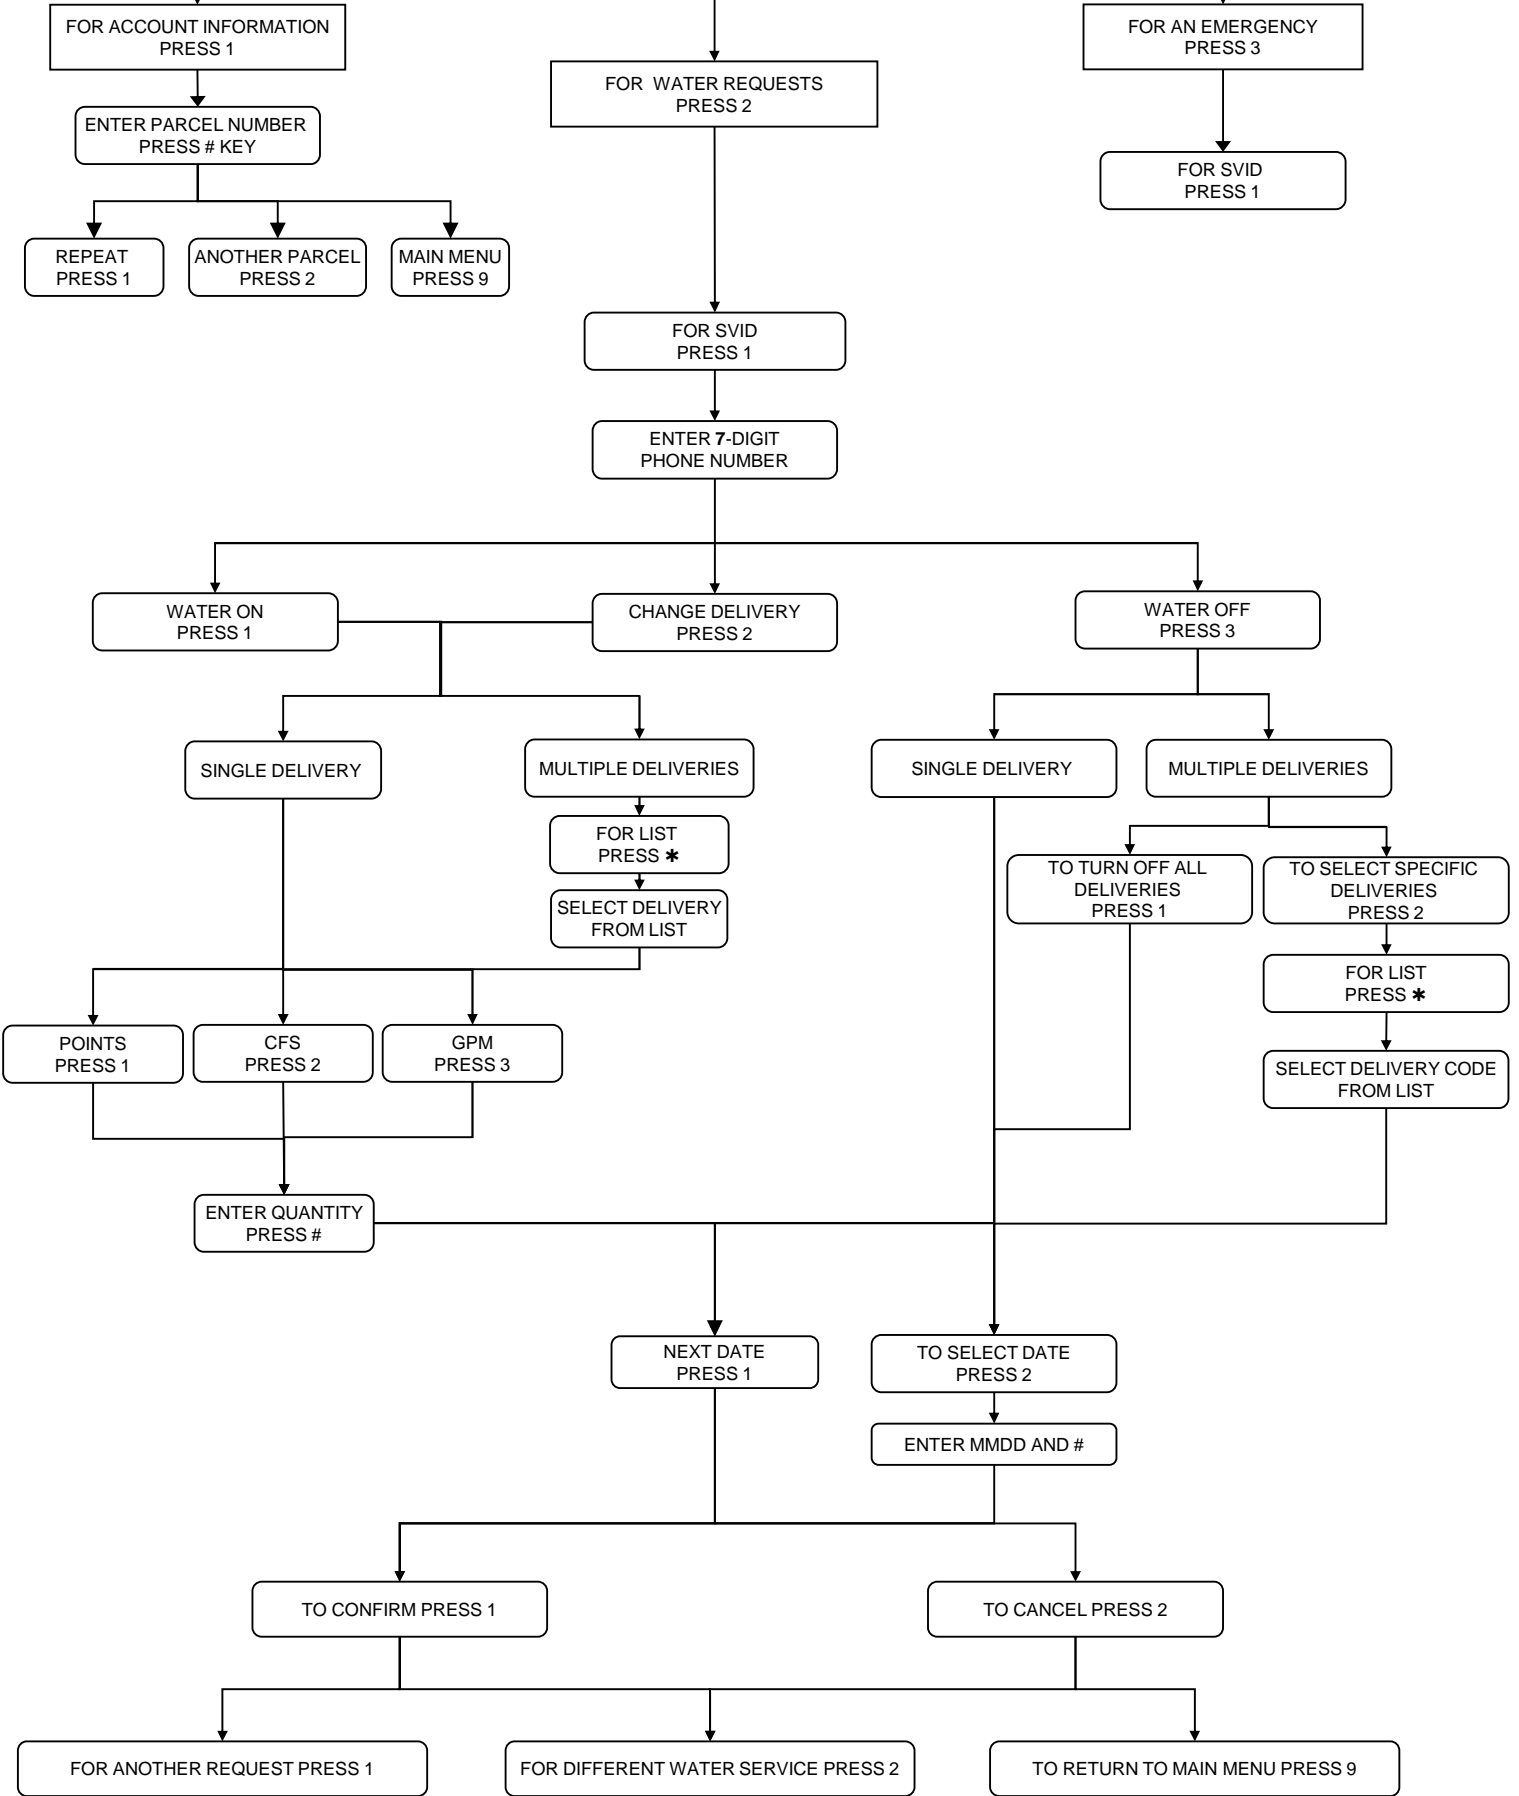 FOR ACCOUNT INFORMATION
PRESS 1
FOR AN EMERGENCY
PRESS 3
FOR WATER REQUESTS
PRESS 2
ENTER PARCEL NUMBER
PRESS # KEY
FOR SVID
PRESS 1
REPEAT
PRESS 1
ANOTHER PARCEL
PRESS 2
MAIN MENU
PRESS 9
FOR SVID
PRESS 1
ENTER 7-DIGIT
PHONE NUMBER
WATER ON
PRESS 1
CHANGE DELIVERY
PRESS 2
WATER OFF
PRESS 3
SINGLE DELIVERY
MULTIPLE DELIVERIES
SINGLE DELIVERY
MULTIPLE DELIVERIES
FOR LIST
PRESS ✱
SELECT DELIVERY
FROM LIST
TO TURN OFF ALL
DELIVERIES
PRESS 1
TO SELECT SPECIFIC
DELIVERIES
PRESS 2
FOR LIST
PRESS ✱
SELECT DELIVERY CODE
FROM LIST
POINTS
PRESS 1
CFS
PRESS 2
GPM
PRESS 3
ENTER QUANTITY
PRESS #
NEXT DATE
PRESS 1
TO SELECT DATE
PRESS 2
ENTER MMDD AND #
TO CONFIRM PRESS 1
TO CANCEL PRESS 2
FOR ANOTHER REQUEST PRESS 1
FOR DIFFERENT WATER SERVICE PRESS 2
TO RETURN TO MAIN MENU PRESS 9